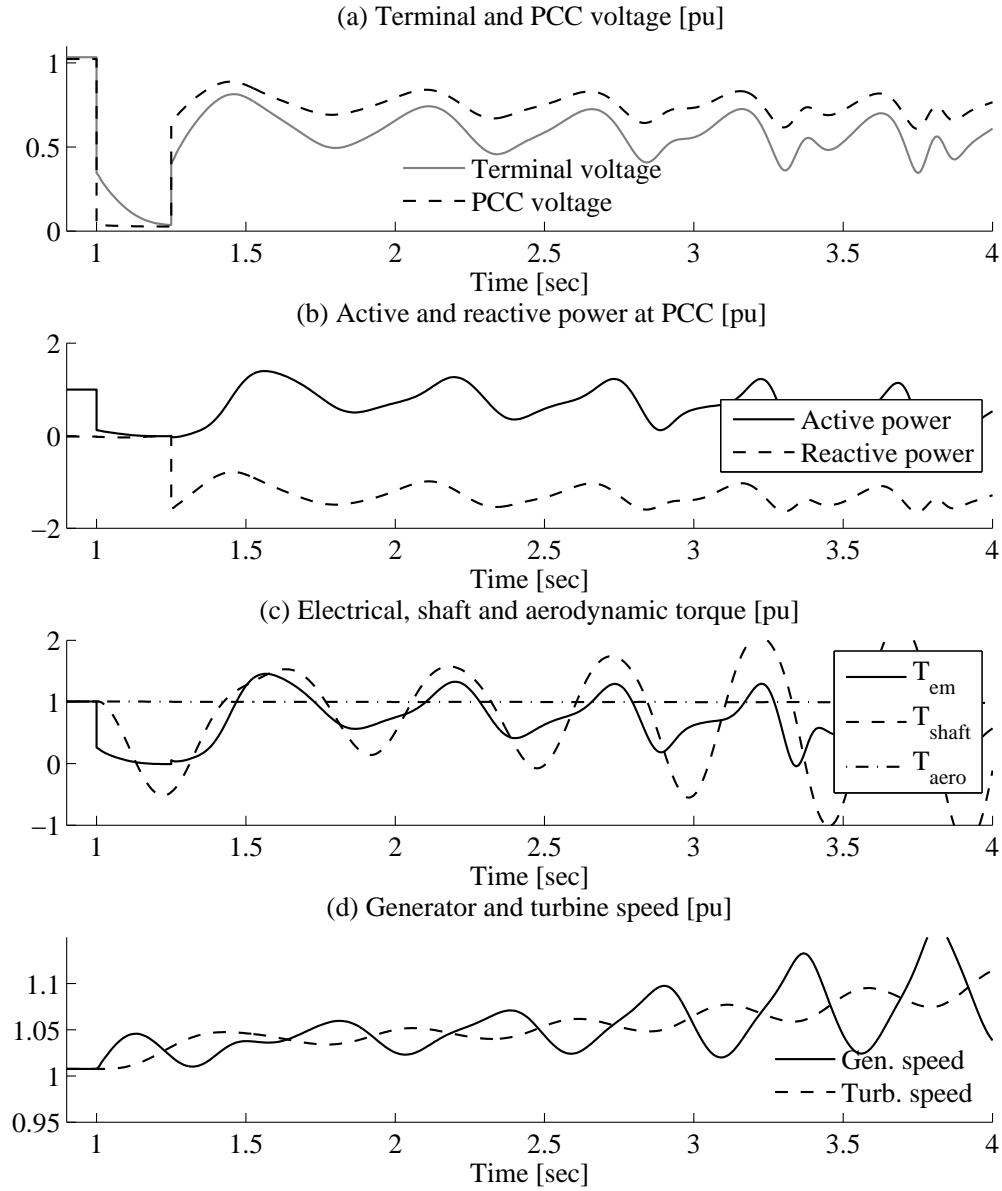 (a) Terminal and PCC voltage [pu]
1
0.5
0
Terminal voltage
PCC voltage
1 1.5 2 2.5 3 3.5 4
Time [sec]
(b) Active and reactive power at PCC [pu]
2
0
−2
Active power
Reactive power
1 1.5 2 2.5 3 3.5 4
Time [sec]
(c) Electrical, shaft and aerodynamic torque [pu]
2
1
0
−1
T_em
T_shaft
T_aero
1 1.5 2 2.5 3 3.5 4
Time [sec]
(d) Generator and turbine speed [pu]
1.1
1.05
1
0.95
Gen. speed
Turb. speed
1 1.5 2 2.5 3 3.5 4
Time [sec]